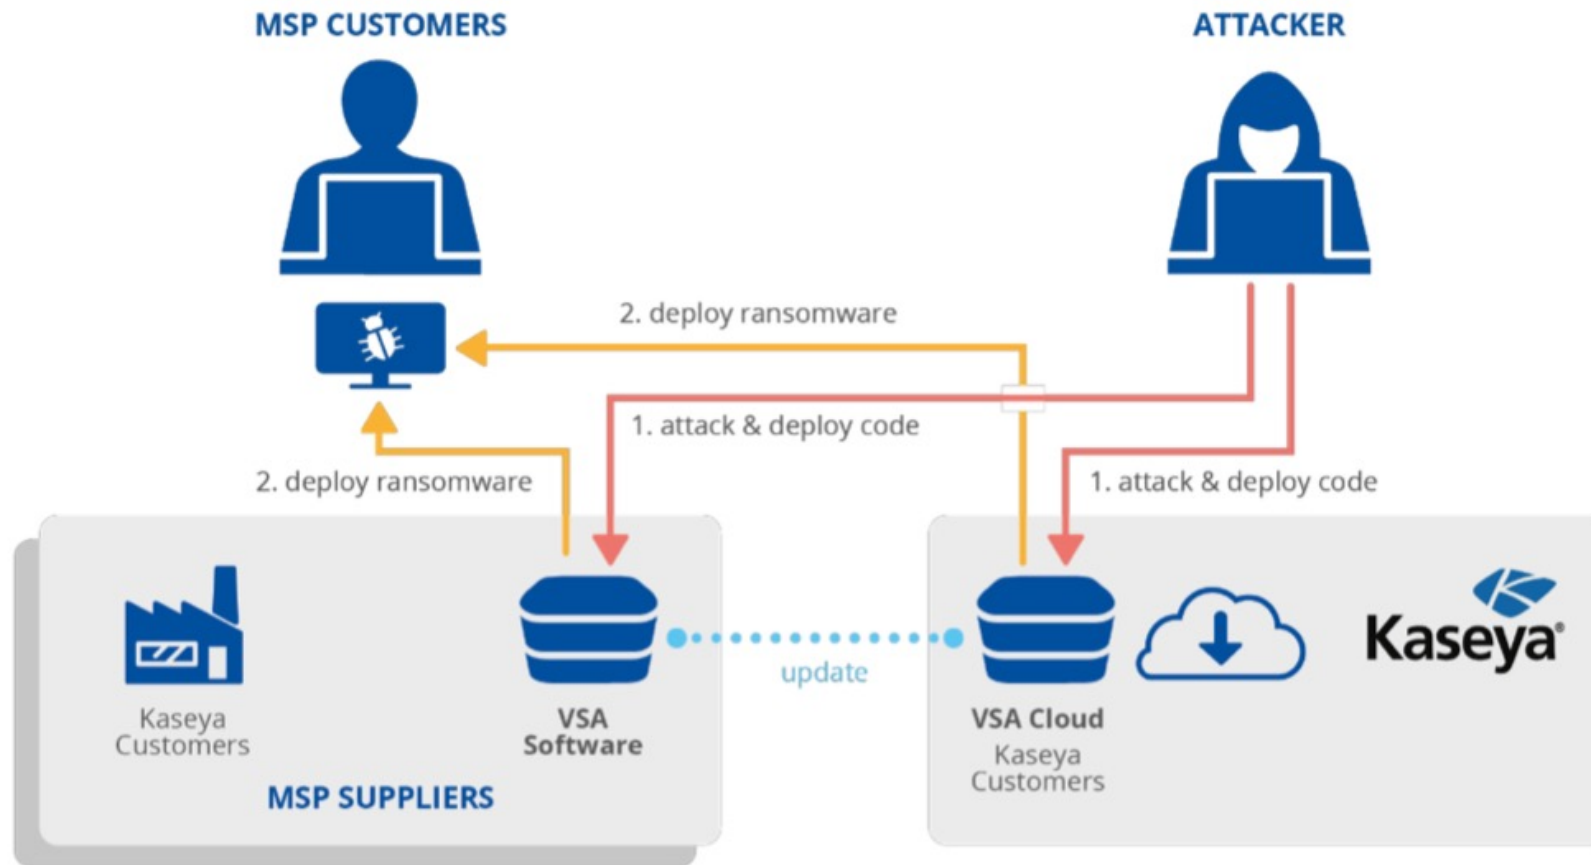 MSP CUSTOMERS
ATTACKER
2. deploy ransomware
1. attack & deploy code
2. deploy ransomware
1. attack & deploy code
Kaseya®
update
Kaseya
Customers
VSA
Software
VSA Cloud
Kaseya
Customers
MSP SUPPLIERS